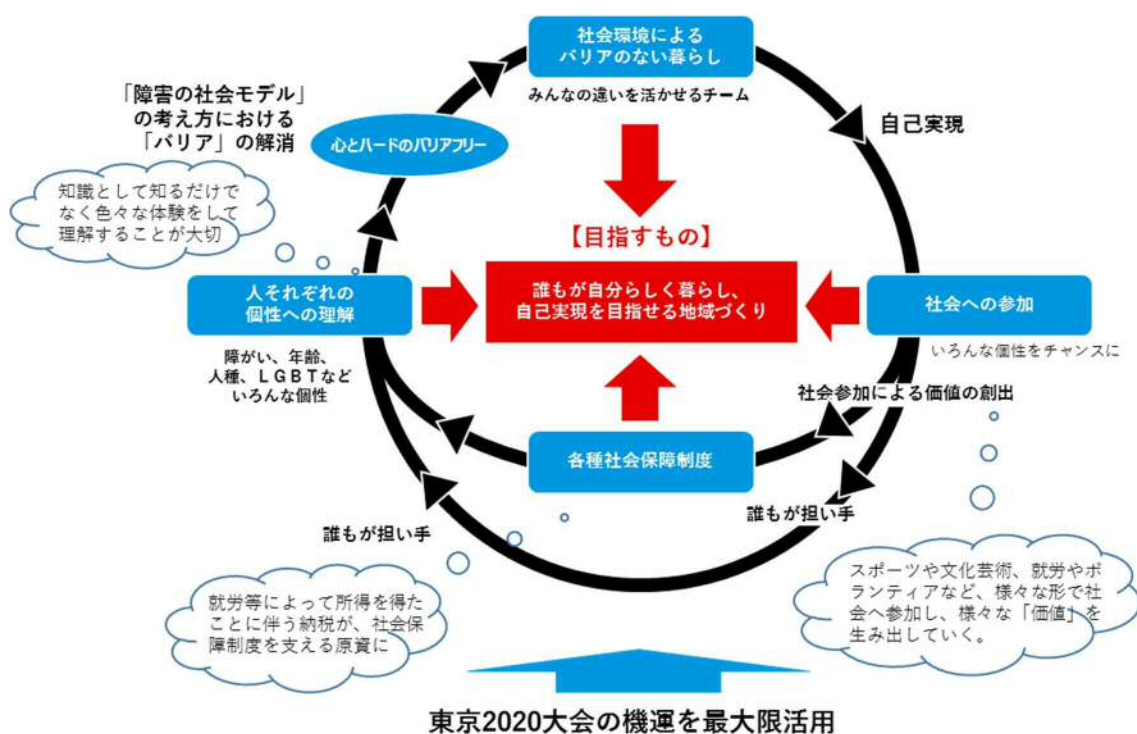 社会環境による
バリアのない暮らし
みんなの違いを活かせるチーム
「障害の社会モデル」
の考え方における
「バリア」の解消
心とハードのバリアフリー
自己実現
知識として知るだけで
なく色々な体験をして
理解することが大切
【目指すもの】
誰もが自分らしく暮らし、
自己実現を目指せる地域づくり
人それぞれの
個性への理解
障がい、年齢、
人種、ＬＧＢＴなど
いろんな個性
社会への参加
いろんな個性をチャンスに
社会参加による価値の創出
各種社会保障制度
誰もが担い手
誰もが担い手
就労等によって所得を得た
ことに伴う納税が、社会保
障制度を支える原資に
スポーツや文化芸術、就労やボ
ランティアなど、様々な形で社
会へ参加し、様々な「価値」を
生み出していく。
東京2020大会の機運を最大限活用